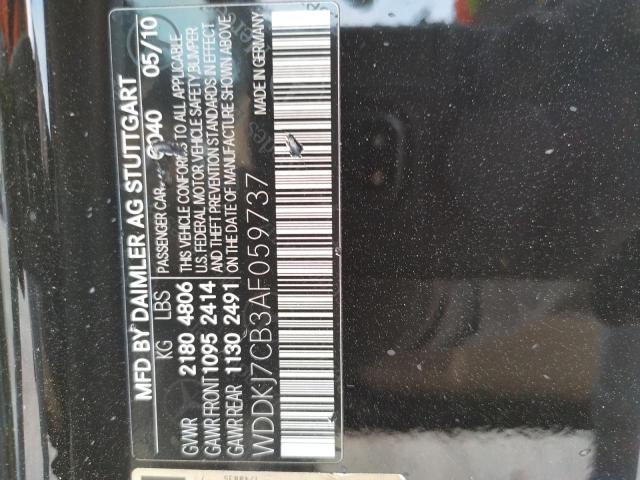 MFD BY DAIMLER AG STUTTGART
KG LBS PASSENGER CAR 05/10
GVWR 2180 4806 THIS VEHICLE CONFORMS TO ALL APPLICABLE
GAWR FRONT 1095 2414 U.S. FEDERAL MOTOR VEHICLE SAFETY, BUMPER
GAWR REAR 1130 2491 AND THEFT PREVENTION STANDARDS IN EFFECT
ON THE DATE OF MANUFACTURE SHOWN ABOVE
WDDKJ7CB3AF059737 MADE IN GERMANY